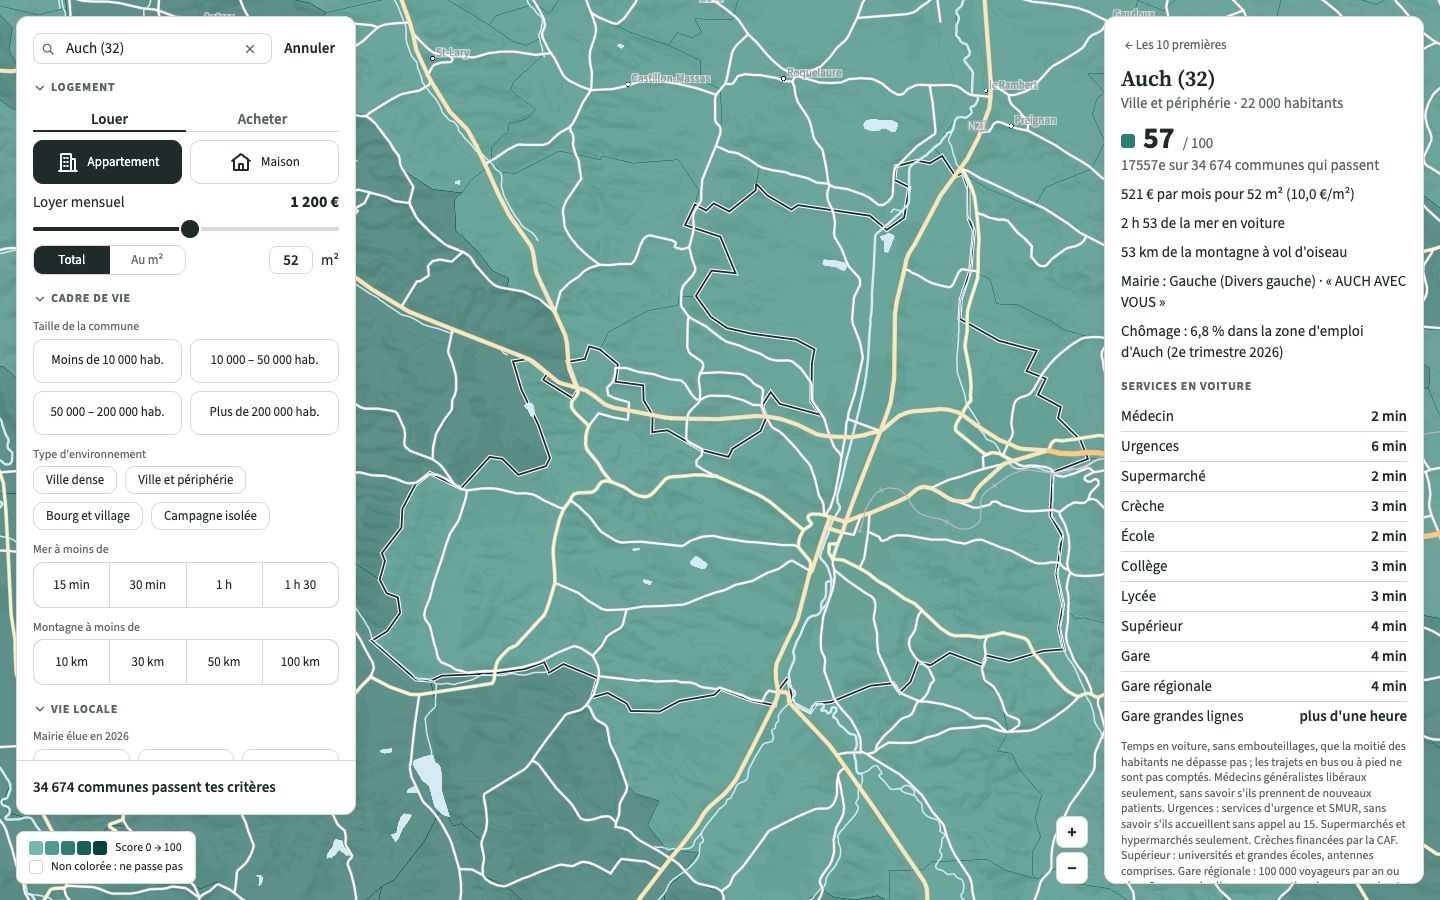 Auch (32)
Annuler
LOGEMENT
Louer
Acheter
Appartement
Maison
Loyer mensuel
1 200 €
Total
Au m²
52
m²
CADRE DE VIE
Taille de la commune
Moins de 10 000 hab.
10 000 – 50 000 hab.
50 000 – 200 000 hab.
Plus de 200 000 hab.
Type d'environnement
Ville dense
Ville et périphérie
Bourg et village
Campagne isolée
Mer à moins de
15 min
30 min
1 h
1 h 30
Montagne à moins de
10 km
30 km
50 km
100 km
VIE LOCALE
Mairie élue en 2026
34 674 communes passent tes critères
Score 0 → 100
Non colorée : ne passe pas
St-Lary
Castillon-Massas
Roquelaure
le Rambert
N21
Preignan
+
−
← Les 10 premières
Auch (32)
Ville et périphérie · 22 000 habitants
57 / 100
17557e sur 34 674 communes qui passent
521 € par mois pour 52 m² (10,0 €/m²)
2 h 53 de la mer en voiture
53 km de la montagne à vol d'oiseau
Mairie : Gauche (Divers gauche) · « AUCH AVEC
VOUS »
Chômage : 6,8 % dans la zone d'emploi
d'Auch (2e trimestre 2026)
SERVICES EN VOITURE
Médecin 2 min
Urgences 6 min
Supermarché 2 min
Crèche 3 min
École 2 min
Collège 3 min
Lycée 3 min
Supérieur 4 min
Gare 4 min
Gare régionale 4 min
Gare grandes lignes plus d'une heure
Temps en voiture, sans embouteillages, que la moitié des
habitants ne dépasse pas ; les trajets en bus ou à pied ne
sont pas comptés. Médecins généralistes libéraux
seulement, sans savoir s'ils prennent de nouveaux
patients. Urgences : services d'urgence et SMUR, sans
savoir s'ils accueillent sans appel au 15. Supermarchés et
hypermarchés seulement. Crèches financées par la CAF.
Supérieur : universités et grandes écoles, antennes
comprises. Gare régionale : 100 000 voyageurs par an ou